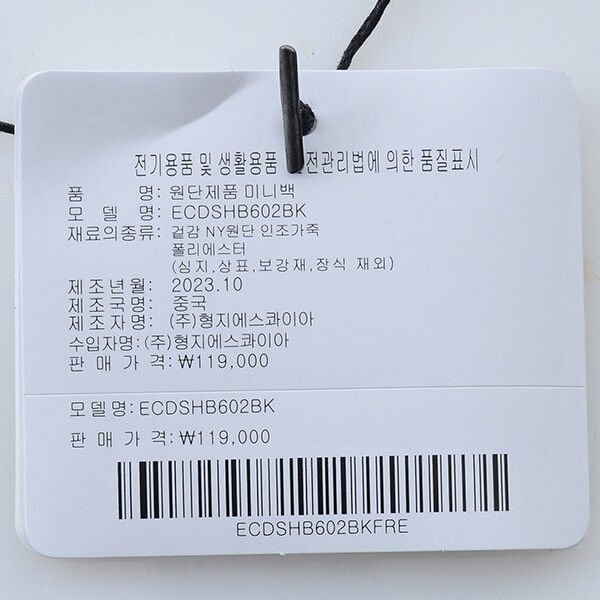 전기용품 및 생활용품 전관리법에 의한 품질표시
품 명: 원단제품 미니백
모 델 명: ECDSHB602BK
재료의종류: 겉감 NY원단 인조가죽
폴리에스터
(심지,상표,보강재,장식 재외)
제조년월: 2023.10
제조국명: 중국
제조자명: (주)형지에스콰이아
수입자명: (주)형지에스콰이아
판 매 가 격: ₩119,000
모델명: ECDSHB602BK
판 매 가 격: ₩119,000
ECDSHB602BKFRE